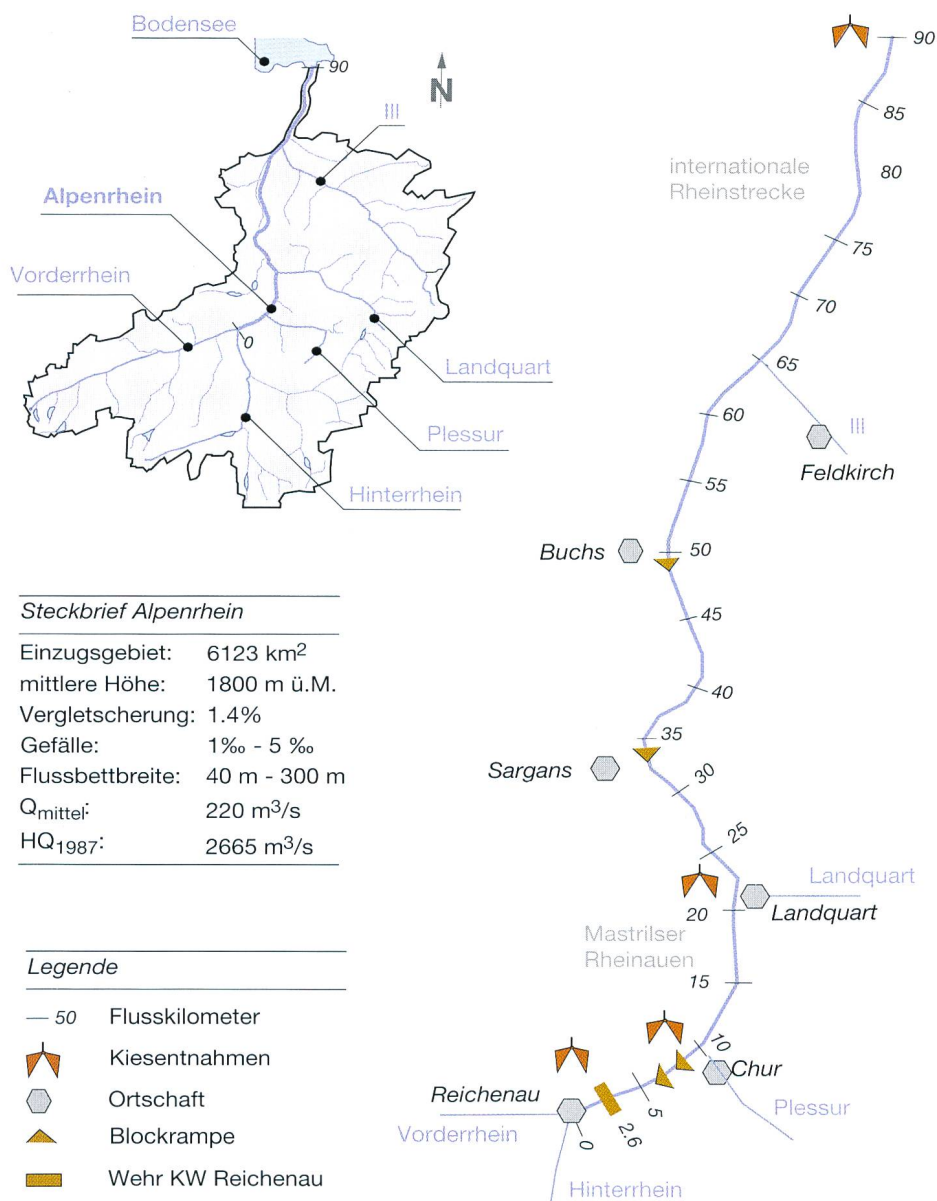 Bodensee
90
N
Ill
Alpenrhein
Vorderrhein
0
Landquart
Plessur
Hinterrhein
Steckbrief Alpenrhein
Einzugsgebiet: 6123 km²
mittlere Höhe: 1800 m ü.M.
Vergletscherung: 1.4%
Gefälle: 1‰ - 5 ‰
Flussbettbreite: 40 m - 300 m
Qmittel: 220 m³/s
HQ1987: 2665 m³/s
Legende
50 Flusskilometer
Kiesentnahmen
Ortschaft
Blockrampe
Wehr KW Reichenau
90
85
internationale
Rheinstrecke
80
75
70
65
60
Ill
Feldkirch
55
Buchs
50
45
40
35
Sargans
30
25
Landquart
20
Landquart
Mastrilser
Rheinauen
15
10
Chur
Reichenau
5
Plessur
Vorderrhein
0
2.6
Hinterrhein